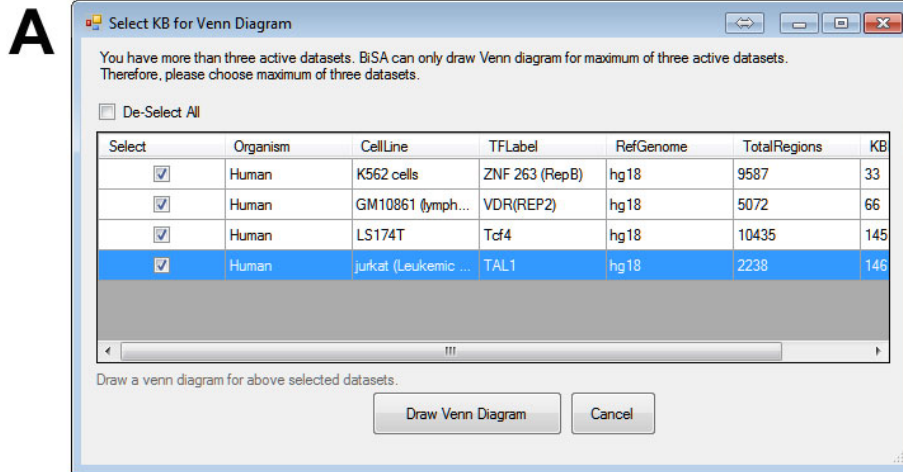 A
Select KB for Venn Diagram
You have more than three active datasets. BiSA can only draw Venn diagram for maximum of three active datasets.
Therefore, please choose maximum of three datasets.
De-Select All
Select Organism CellLine TFLabel RefGenome TotalRegions KB
Human K562 cells ZNF 263 (RepB) hg18 9587 33
Human GM10861 (lymph... VDR(REP2) hg18 5072 66
Human LS174T Tcf4 hg18 10435 145
Human jurkat (Leukemic ... TAL1 hg18 2238 146
Draw a venn diagram for above selected datasets.
Draw Venn Diagram Cancel